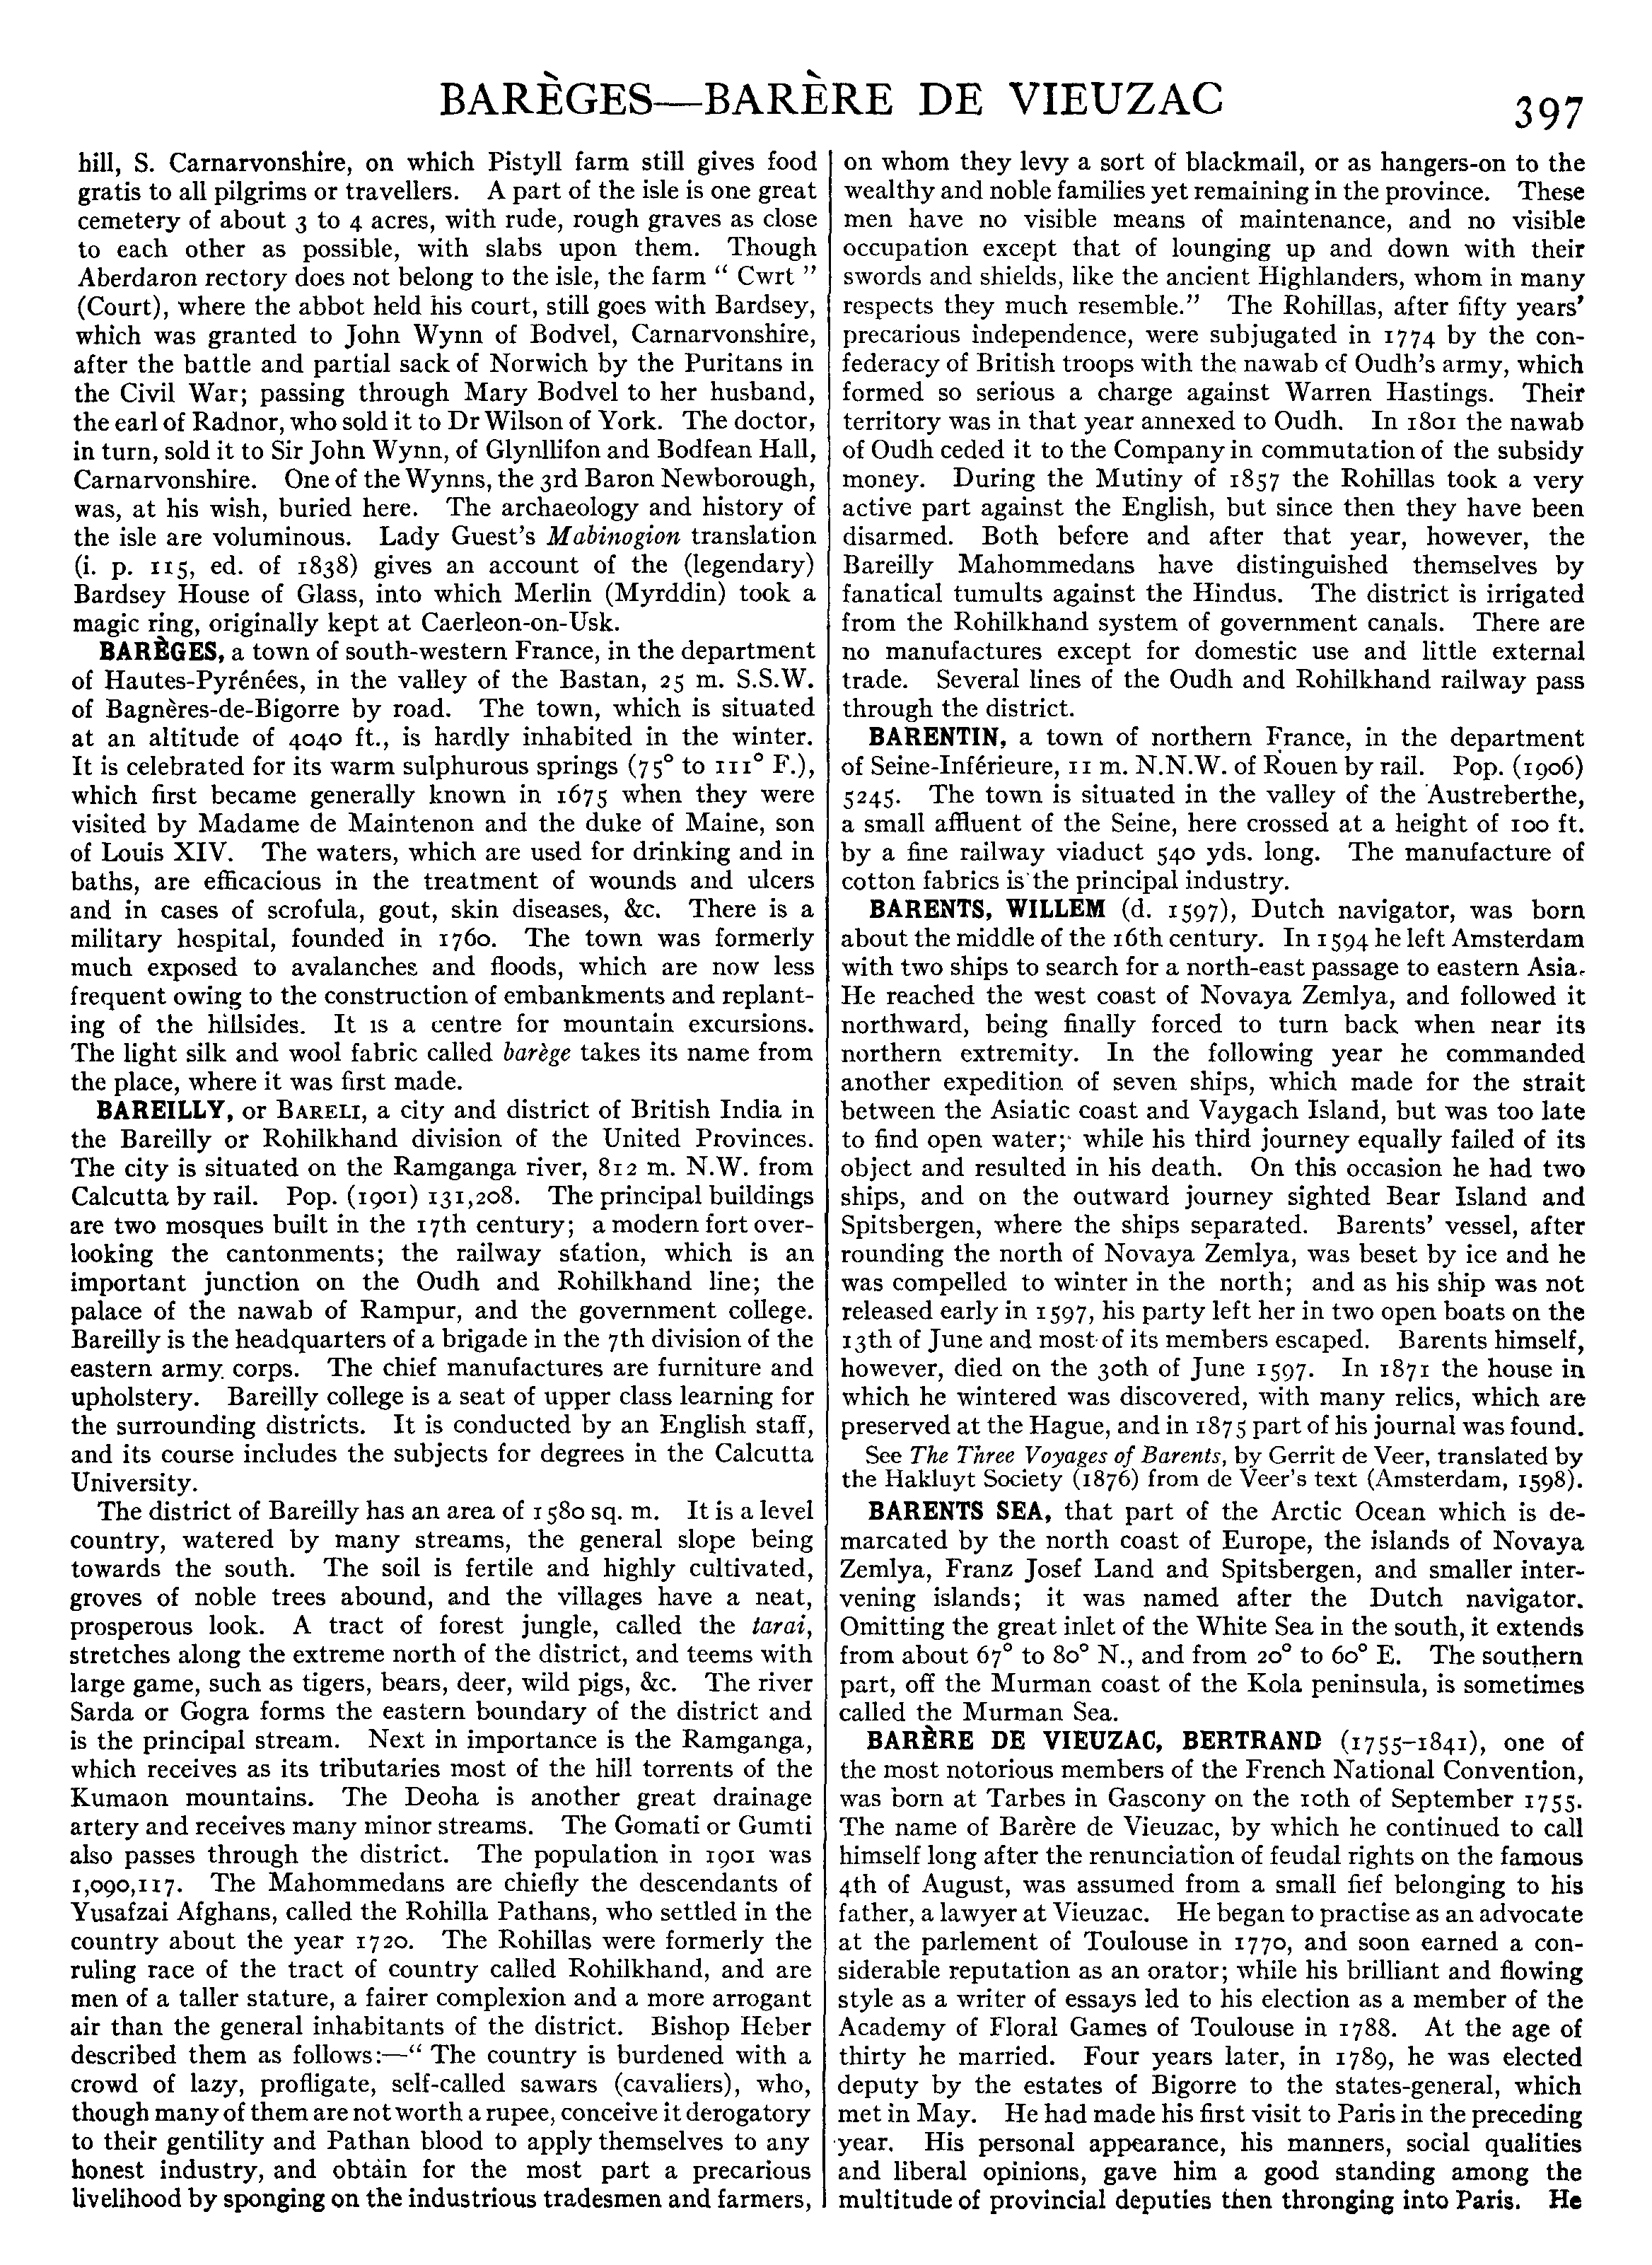 BARÈGES—BARÈRE DE VIEUZAC
397
hill, S. Carnarvonshire, on which Pistyll farm still gives food
gratis to all pilgrims or travellers. A part of the isle is one great
cemetery of about 3 to 4 acres, with rude, rough graves as close
to each other as possible, with slabs upon them. Though
Aberdaron rectory does not belong to the isle, the farm “ Cwrt ”
(Court), where the abbot held his court, still goes with Bardsey,
which was granted to John Wynn of Bodvel, Carnarvonshire,
after the battle and partial sack of Norwich by the Puritans in
the Civil War; passing through Mary Bodvel to her husband,
the earl of Radnor, who sold it to Dr Wilson of York. The doctor,
in turn, sold it to Sir John Wynn, of Glynllifon and Bodfean Hall,
Carnarvonshire. One of the Wynns, the 3rd Baron Newborough,
was, at his wish, buried here. The archaeology and history of
the isle are voluminous. Lady Guest’s Mabinogion translation
(i. p. 115, ed. of 1838) gives an account of the (legendary)
Bardsey House of Glass, into which Merlin (Myrddin) took a
magic ring, originally kept at Caerleon-on-Usk.
BARÈGES, a town of south-western France, in the department
of Hautes-Pyrénées, in the valley of the Bastan, 25 m. S.S.W.
of Bagnères-de-Bigorre by road. The town, which is situated
at an altitude of 4040 ft., is hardly inhabited in the winter.
It is celebrated for its warm sulphurous springs (75° to 111° F.),
which first became generally known in 1675 when they were
visited by Madame de Maintenon and the duke of Maine, son
of Louis XIV. The waters, which are used for drinking and in
baths, are efficacious in the treatment of wounds and ulcers
and in cases of scrofula, gout, skin diseases, &c. There is a
military hospital, founded in 1760. The town was formerly
much exposed to avalanches and floods, which are now less
frequent owing to the construction of embankments and replant-
ing of the hillsides. It is a centre for mountain excursions.
The light silk and wool fabric called barège takes its name from
the place, where it was first made.
BAREILLY, or BARELI, a city and district of British India in
the Bareilly or Rohilkhand division of the United Provinces.
The city is situated on the Ramganga river, 812 m. N.W. from
Calcutta by rail. Pop. (1901) 131,208. The principal buildings
are two mosques built in the 17th century; a modern fort over-
looking the cantonments; the railway station, which is an
important junction on the Oudh and Rohilkhand line; the
palace of the nawab of Rampur, and the government college.
Bareilly is the headquarters of a brigade in the 7th division of the
eastern army corps. The chief manufactures are furniture and
upholstery. Bareilly college is a seat of upper class learning for
the surrounding districts. It is conducted by an English staff,
and its course includes the subjects for degrees in the Calcutta
University.
The district of Bareilly has an area of 1580 sq. m. It is a level
country, watered by many streams, the general slope being
towards the south. The soil is fertile and highly cultivated,
groves of noble trees abound, and the villages have a neat,
prosperous look. A tract of forest jungle, called the tarai,
stretches along the extreme north of the district, and teems with
large game, such as tigers, bears, deer, wild pigs, &c. The river
Sarda or Gogra forms the eastern boundary of the district and
is the principal stream. Next in importance is the Ramganga,
which receives as its tributaries most of the hill torrents of the
Kumaon mountains. The Deoha is another great drainage
artery and receives many minor streams. The Gomati or Gumti
also passes through the district. The population in 1901 was
1,090,117. The Mahommedans are chiefly the descendants of
Yusafzai Afghans, called the Rohilla Pathans, who settled in the
country about the year 1720. The Rohillas were formerly the
ruling race of the tract of country called Rohilkhand, and are
men of a taller stature, a fairer complexion and a more arrogant
air than the general inhabitants of the district. Bishop Heber
described them as follows:—“ The country is burdened with a
crowd of lazy, profligate, self-called sawars (cavaliers), who,
though many of them are not worth a rupee, conceive it derogatory
to their gentility and Pathan blood to apply themselves to any
honest industry, and obtain for the most part a precarious
livelihood by sponging on the industrious tradesmen and farmers,
on whom they levy a sort of blackmail, or as hangers-on to the
wealthy and noble families yet remaining in the province. These
men have no visible means of maintenance, and no visible
occupation except that of lounging up and down with their
swords and shields, like the ancient Highlanders, whom in many
respects they much resemble.” The Rohillas, after fifty years’
precarious independence, were subjugated in 1774 by the con-
federacy of British troops with the nawab of Oudh’s army, which
formed so serious a charge against Warren Hastings. Their
territory was in that year annexed to Oudh. In 1801 the nawab
of Oudh ceded it to the Company in commutation of the subsidy
money. During the Mutiny of 1857 the Rohillas took a very
active part against the English, but since then they have been
disarmed. Both before and after that year, however, the
Bareilly Mahommedans have distinguished themselves by
fanatical tumults against the Hindus. The district is irrigated
from the Rohilkhand system of government canals. There are
no manufactures except for domestic use and little external
trade. Several lines of the Oudh and Rohilkhand railway pass
through the district.
BARENTIN, a town of northern France, in the department
of Seine-Inférieure, 11 m. N.N.W. of Rouen by rail. Pop. (1906)
5245. The town is situated in the valley of the Austreberthe,
a small affluent of the Seine, here crossed at a height of 100 ft.
by a fine railway viaduct 540 yds. long. The manufacture of
cotton fabrics is the principal industry.
BARENTS, WILLEM (d. 1597), Dutch navigator, was born
about the middle of the 16th century. In 1594 he left Amsterdam
with two ships to search for a north-east passage to eastern Asia.
He reached the west coast of Novaya Zemlya, and followed it
northward, being finally forced to turn back when near its
northern extremity. In the following year he commanded
another expedition of seven ships, which made for the strait
between the Asiatic coast and Vaygach Island, but was too late
to find open water; while his third journey equally failed of its
object and resulted in his death. On this occasion he had two
ships, and on the outward journey sighted Bear Island and
Spitsbergen, where the ships separated. Barents’ vessel, after
rounding the north of Novaya Zemlya, was beset by ice and he
was compelled to winter in the north; and as his ship was not
released early in 1597, his party left her in two open boats on the
13th of June and most of its members escaped. Barents himself,
however, died on the 30th of June 1597. In 1871 the house in
which he wintered was discovered, with many relics, which are
preserved at the Hague, and in 1875 part of his journal was found.
See The Three Voyages of Barents, by Gerrit de Veer, translated by
the Hakluyt Society (1876) from de Veer’s text (Amsterdam, 1598).
BARENTS SEA, that part of the Arctic Ocean which is de-
marcated by the north coast of Europe, the islands of Novaya
Zemlya, Franz Josef Land and Spitsbergen, and smaller inter-
vening islands; it was named after the Dutch navigator.
Omitting the great inlet of the White Sea in the south, it extends
from about 67° to 80° N., and from 20° to 60° E. The southern
part, off the Murman coast of the Kola peninsula, is sometimes
called the Murman Sea.
BARÈRE DE VIEUZAC, BERTRAND (1755–1841), one of
the most notorious members of the French National Convention,
was born at Tarbes in Gascony on the 10th of September 1755.
The name of Barère de Vieuzac, by which he continued to call
himself long after the renunciation of feudal rights on the famous
4th of August, was assumed from a small fief belonging to his
father, a lawyer at Vieuzac. He began to practise as an advocate
at the parlement of Toulouse in 1770, and soon earned a con-
siderable reputation as an orator; while his brilliant and flowing
style as a writer of essays led to his election as a member of the
Academy of Floral Games of Toulouse in 1788. At the age of
thirty he married. Four years later, in 1789, he was elected
deputy by the estates of Bigorre to the states-general, which
met in May. He had made his first visit to Paris in the preceding
year. His personal appearance, his manners, social qualities
and liberal opinions, gave him a good standing among the
multitude of provincial deputies then thronging into Paris. He